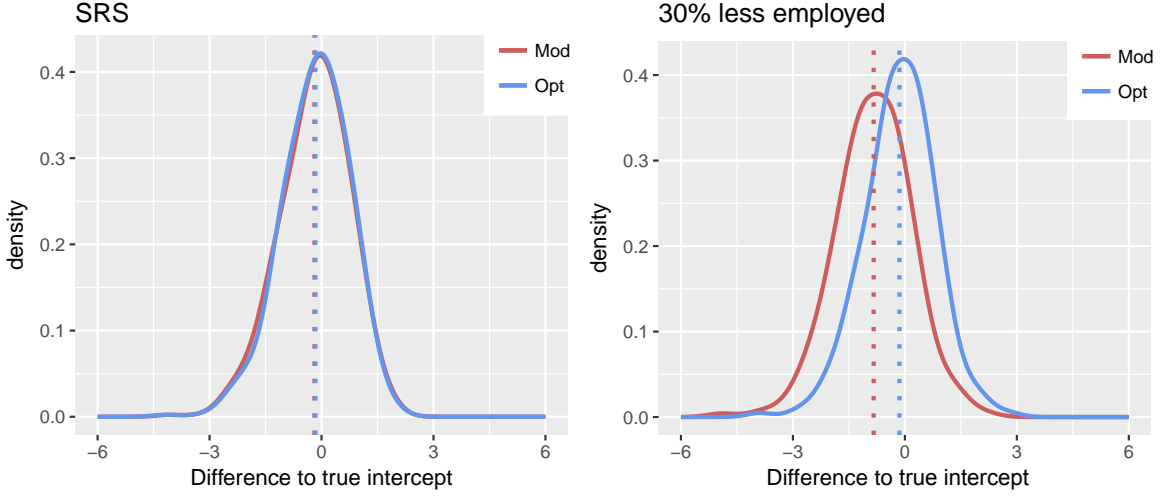 SRS
Mod
Opt
0.4
0.3
0.2
0.1
0.0
density
−6
−3
0
3
6
Difference to true intercept
30% less employed
Mod
Opt
0.4
0.3
0.2
0.1
0.0
density
−6
−3
0
3
6
Difference to true intercept